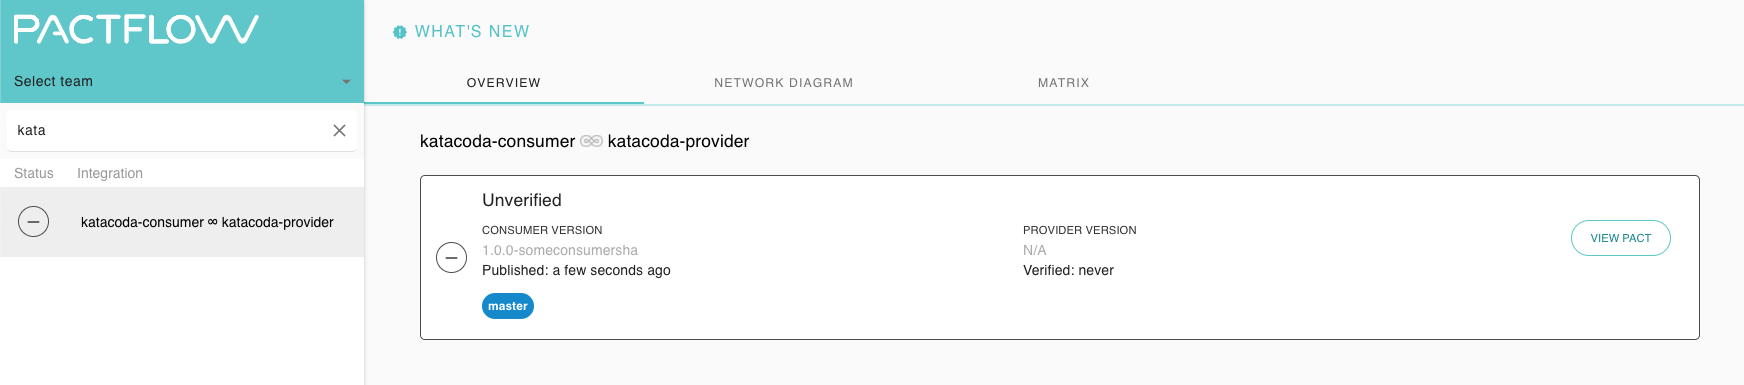 PACTFLOW
Select team
kata
Status Integration
katacoda-consumer ∞ katacoda-provider
WHAT'S NEW
OVERVIEW NETWORK DIAGRAM MATRIX
katacoda-consumer katacoda-provider
Unverified
CONSUMER VERSION PROVIDER VERSION
1.0.0-someconsumersha N/A
Published: a few seconds ago Verified: never
VIEW PACT
master